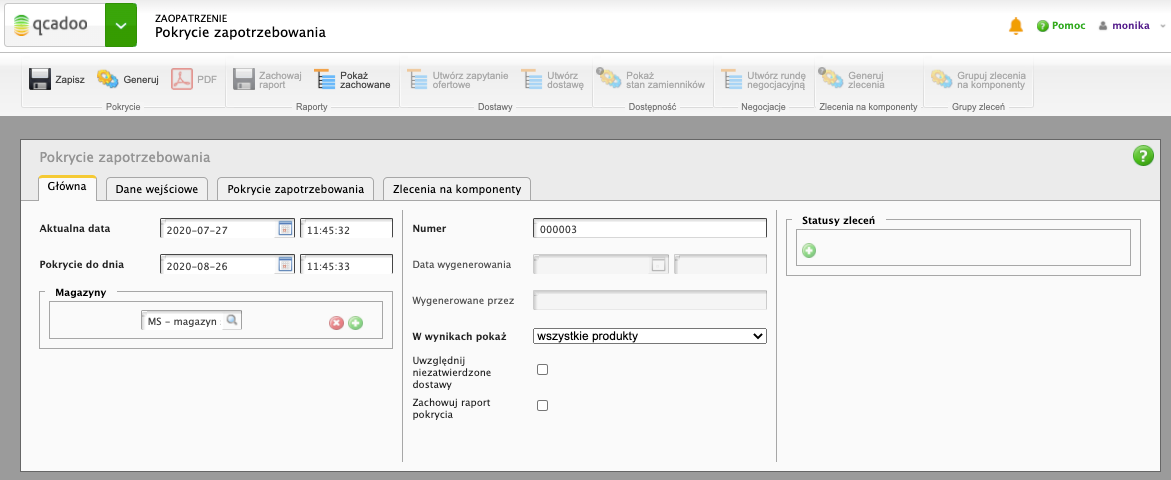 qcadoo
ZAOPATRZENIE
Pokrycie zapotrzebowania
Pomoc
monika
Zapisz
Generuj
PDF
Zachowaj
raport
Pokaż
zachowane
Utwórz zapytanie
ofertowe
Utwórz
dostawę
Pokaż
stan zamienników
Utwórz rundę
negocjacyjną
Generuj
zlecenia
Grupuj zlecenia
na komponenty
Pokrycie
Raporty
Dostawy
Dostępność
Negocjacje
Zlecenia na komponenty
Grupy zleceń
Pokrycie zapotrzebowania
Główna
Dane wejściowe
Pokrycie zapotrzebowania
Zlecenia na komponenty
Aktualna data
2020-07-27
11:45:32
Pokrycie do dnia
2020-08-26
11:45:33
Magazyny
MS - magazyn
Numer
000003
Data wygenerowania
Wygenerowane przez
W wynikach pokaż
wszystkie produkty
Uwzględnij
niezatwierdzone
dostawy
Zachowuj raport
pokrycia
Statusy zleceń